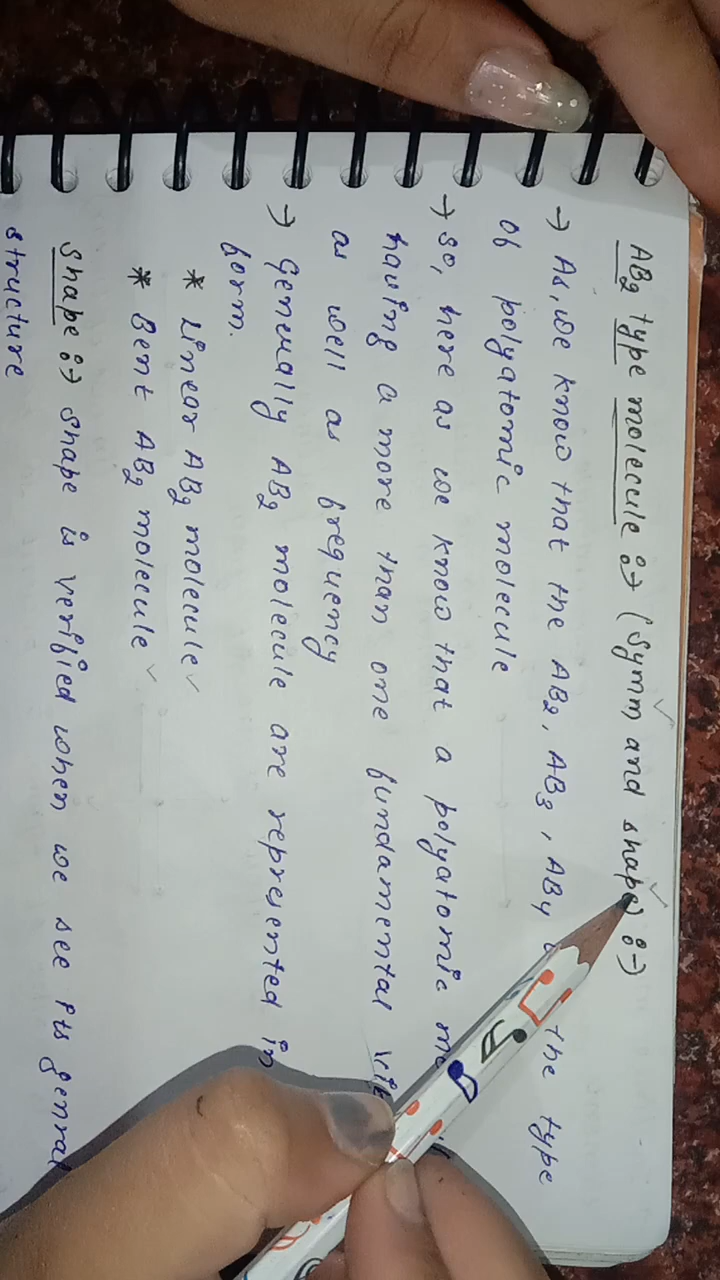 AB2 type molecule :→ (Symm and shape) :→
→ As, we know that the AB2, AB3, AB4 the type
of polyatomic molecule
→ so, here as we know that a polyatomic
having a more than one fundamental
as well as frequency
→ Generally AB2 molecule are represented in
form.
* Linear AB2 molecule ✓
* Bent AB2 molecule ✓
Shape :→ shape is verified when we see its genral
structure